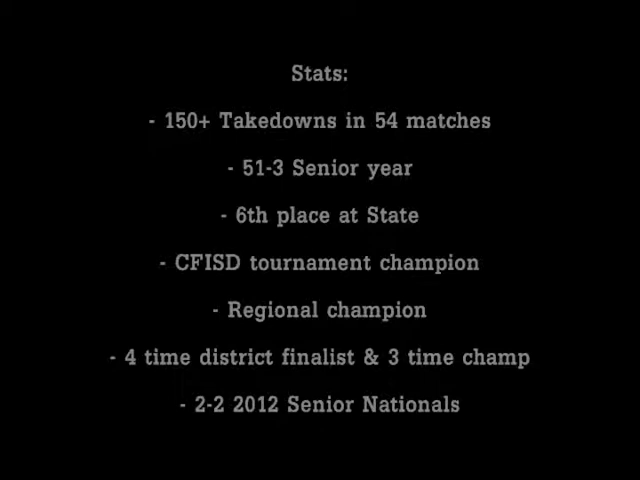 Stats:
- 150+ Takedowns in 54 matches
- 51-3 Senior year
- 6th place at State
- CFISD tournament champion
- Regional champion
- 4 time district finalist & 3 time champ
- 2-2 2012 Senior Nationals